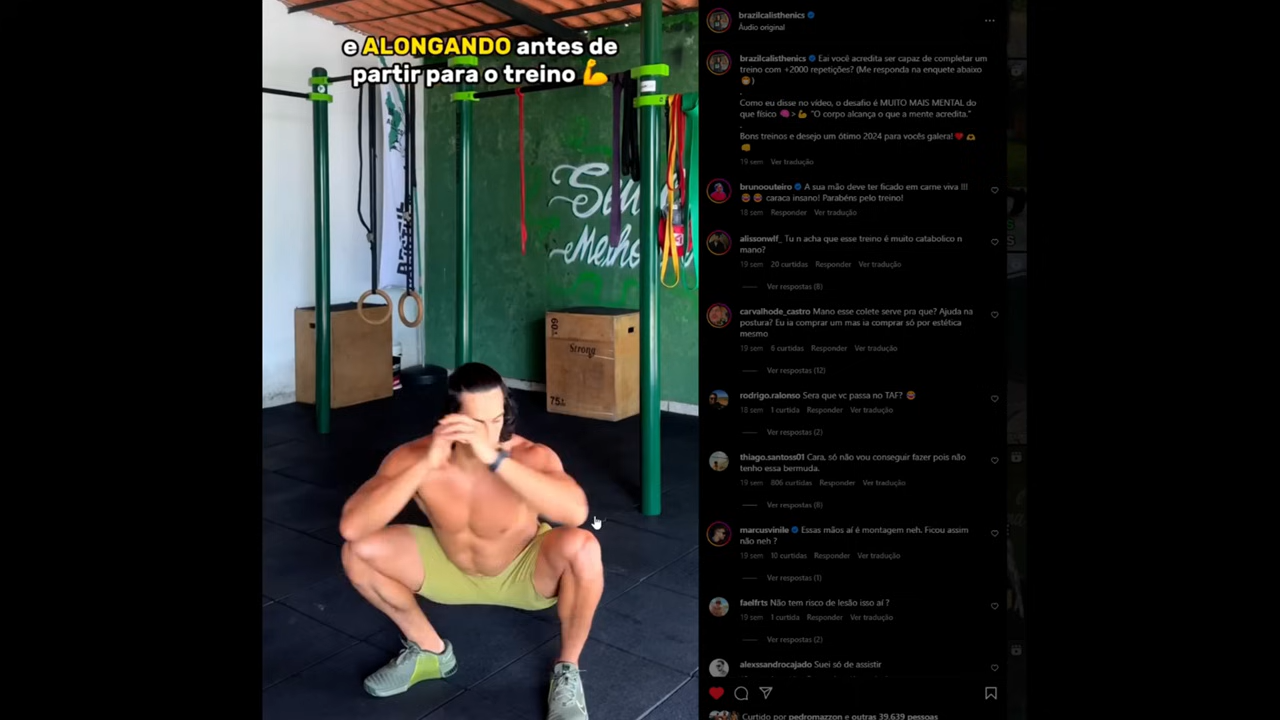 e ALONGANDO antes de
partir para o treino 💪
Strong
60
75
brazilcalisthenics
Áudio original
brazilcalisthenics Eai você acredita ser capaz de completar um
treino com +2000 repetições? (Me responda na enquete abaixo
)
.
Como eu disse no vídeo, o desafio é MUITO MAIS MENTAL do
que físico 🧠 > 💪 "O corpo alcança o que a mente acredita."
.
Bons treinos e desejo um ótimo 2024 para vocês galera! ❤️ 🫶
👊
19 sem Ver tradução
brunoouteiro A sua mão deve ter ficado em carne viva !!!
caraca insano! Parabéns pelo treino!
18 sem Responder Ver tradução
alissonwlf_ Tu n acha que esse treino é muito catabolico n
mano?
19 sem 20 curtidas Responder Ver tradução
Ver respostas (8)
carvalhode_castro Mano esse colete serve pra que? Ajuda na
postura? Eu ia comprar um mas ia comprar só por estética
mesmo
19 sem 6 curtidas Responder Ver tradução
Ver respostas (12)
rodrigo.ralonso Sera que vc passa no TAF?
18 sem 1 curtida Responder Ver tradução
Ver respostas (2)
thiago.santoss01 Cara, só não vou conseguir fazer pois não
tenho essa bermuda.
19 sem 806 curtidas Responder Ver tradução
Ver respostas (8)
marcusvinile Essas mãos aí é montagem neh. Ficou assim
não neh ?
19 sem 10 curtidas Responder Ver tradução
Ver respostas (1)
faelfrts Não tem risco de lesão isso aí ?
19 sem 1 curtida Responder Ver tradução
Ver respostas (2)
alexssandrocajado Suei só de assistir
Curtido por pedromazzon e outras 39.639 pessoas